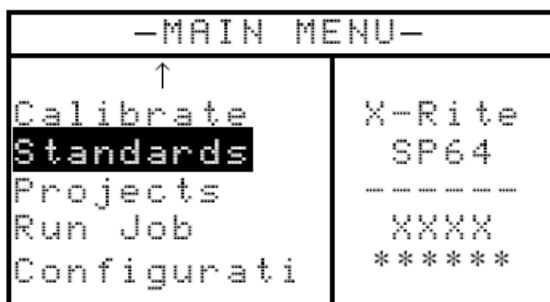 –MAIN MENU–
↑
Calibrate
Standards
Projects
Run Job
Configurati
X-Rite
SP64
------
XXXX
******